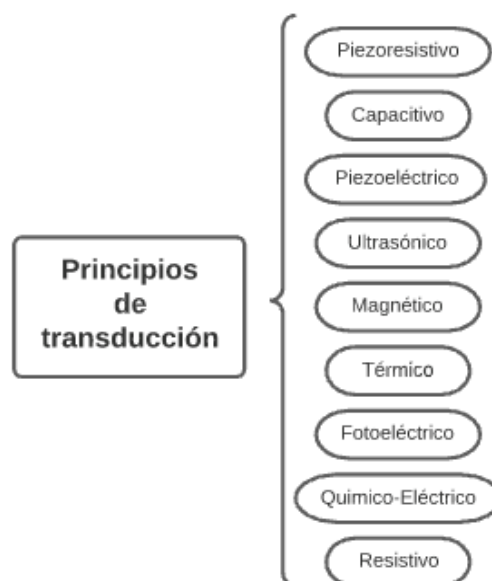 Principios
de
transducción
Piezoresistivo
Capacitivo
Piezoeléctrico
Ultrasónico
Magnético
Térmico
Fotoeléctrico
Quimico-Eléctrico
Resistivo